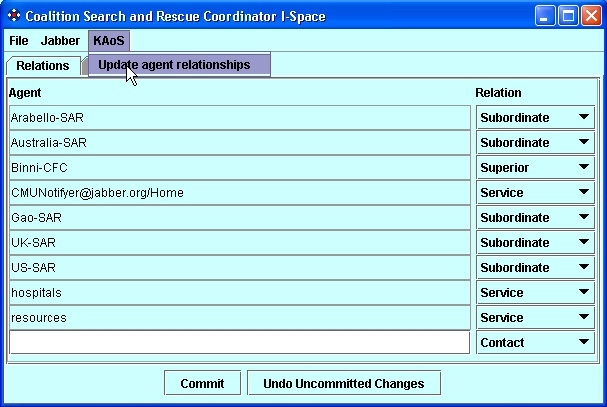 Coalition Search and Rescue Coordinator I-Space
File Jabber KAoS
Relations Update agent relationships
Agent Relation
Arabello-SAR Subordinate
Australia-SAR Subordinate
Binni-CFC Superior
CMUNotifyer@jabber.org/Home Service
Gao-SAR Subordinate
UK-SAR Subordinate
US-SAR Subordinate
hospitals Service
resources Service
Contact
Commit Undo Uncommitted Changes